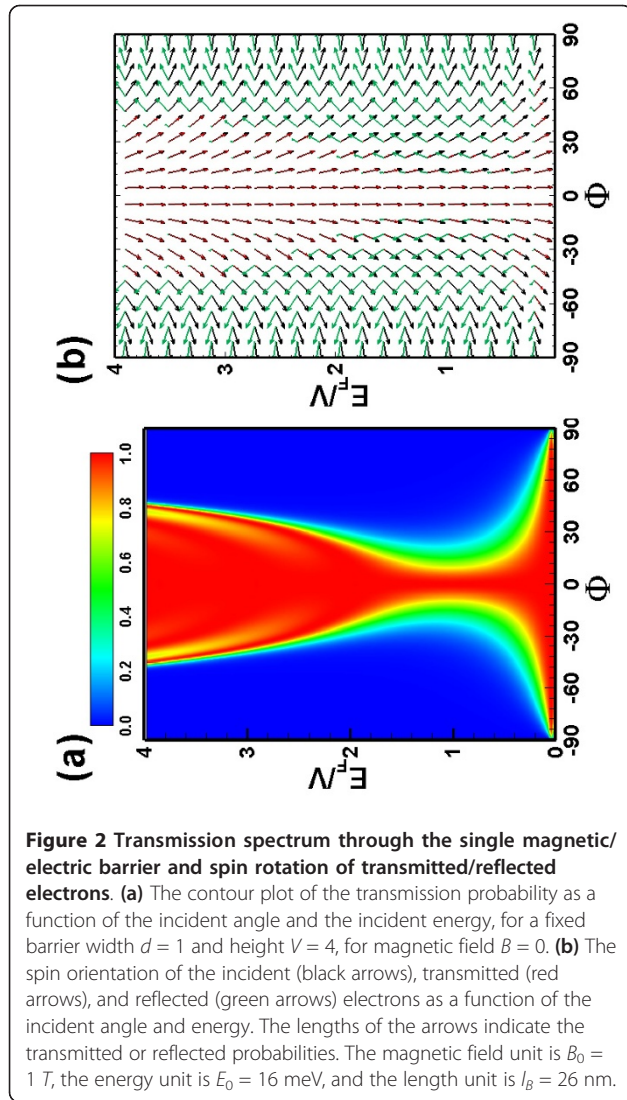 (a)
0.0 0.2 0.4 0.6 0.8 1.0
4
3
2
1
0
E_F/V
-90 -60 -30 0 30 60 90
Φ
(b)
4
3
2
1
E_F/V
-90 -60 -30 0 30 60 90
Φ
Figure 2 Transmission spectrum through the single magnetic/
electric barrier and spin rotation of transmitted/reflected
electrons. (a) The contour plot of the transmission probability as a
function of the incident angle and the incident energy, for a fixed
barrier width d = 1 and height V = 4, for magnetic field B = 0. (b) The
spin orientation of the incident (black arrows), transmitted (red
arrows), and reflected (green arrows) electrons as a function of the
incident angle and energy. The lengths of the arrows indicate the
transmitted or reflected probabilities. The magnetic field unit is B₀ =
1 T, the energy unit is E₀ = 16 meV, and the length unit is l_B = 26 nm.